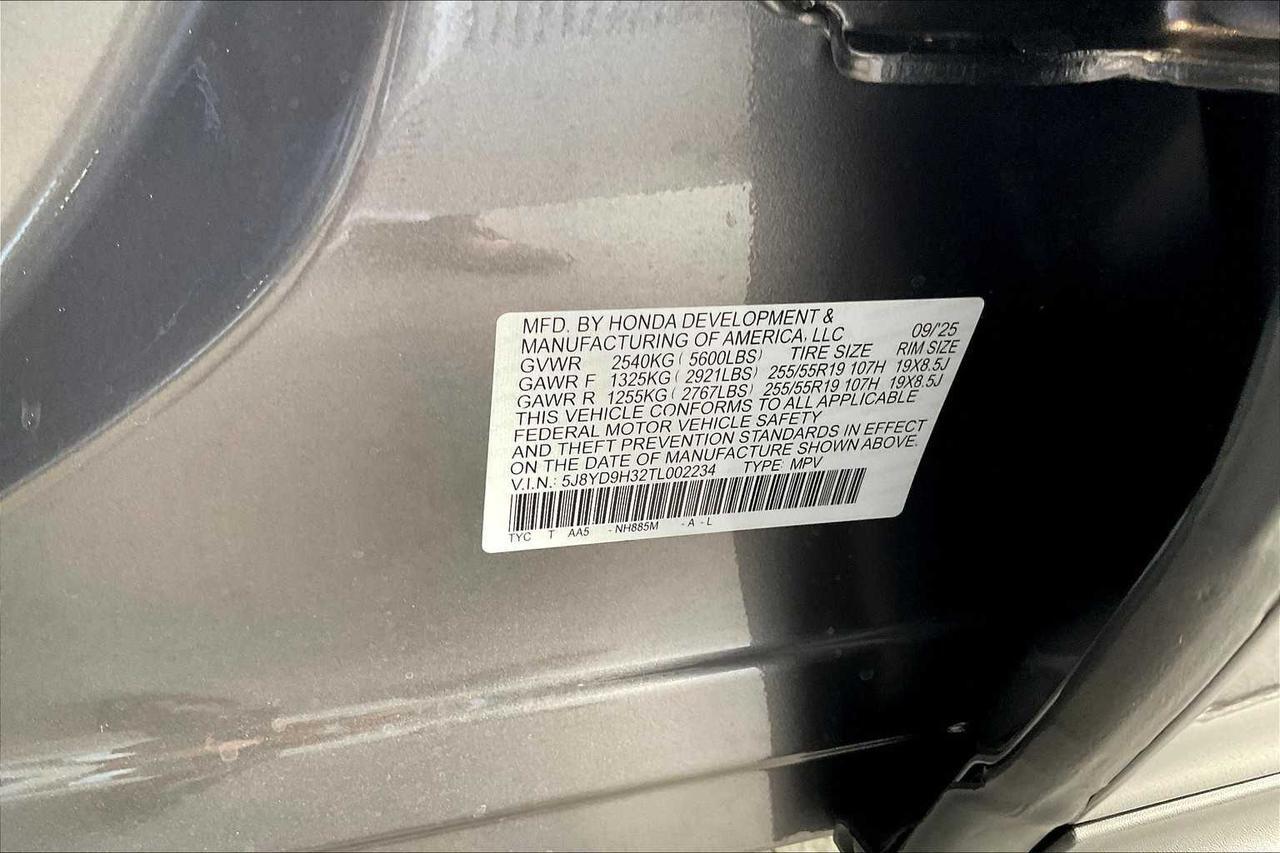 MFD. BY HONDA DEVELOPMENT &
MANUFACTURING OF AMERICA, LLC 09/'25
GVWR 2540KG ( 5600LBS) TIRE SIZE RIM SIZE
GAWR F 1325KG ( 2921LBS) 255/55R19 107H 19X8.5J
GAWR R 1255KG ( 2767LBS) 255/55R19 107H 19X8.5J
THIS VEHICLE CONFORMS TO ALL APPLICABLE
FEDERAL MOTOR VEHICLE SAFETY
AND THEFT PREVENTION STANDARDS IN EFFECT
ON THE DATE OF MANUFACTURE SHOWN ABOVE.
V.I.N.: 5J8YD9H32TL002234 TYPE: MPV
TYC T AA5 - NH885M - A - L